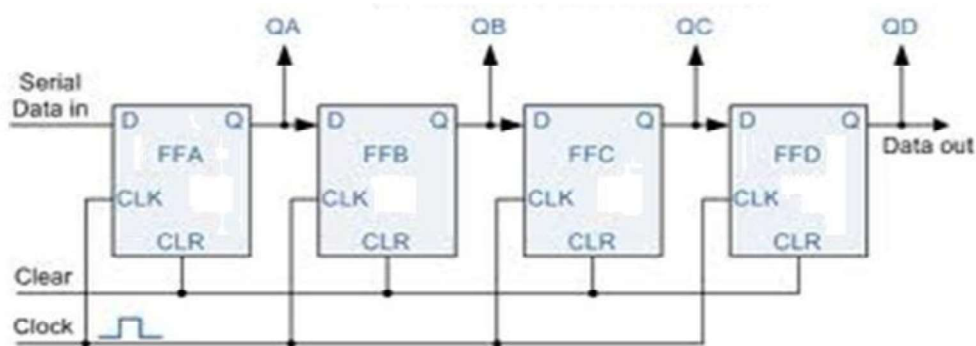 QA QB QC QD
Serial
Data in
D Q D Q D Q D Q
Data out
FFA FFB FFC FFD
CLK CLK CLK CLK
CLR CLR CLR CLR
Clear
Clock